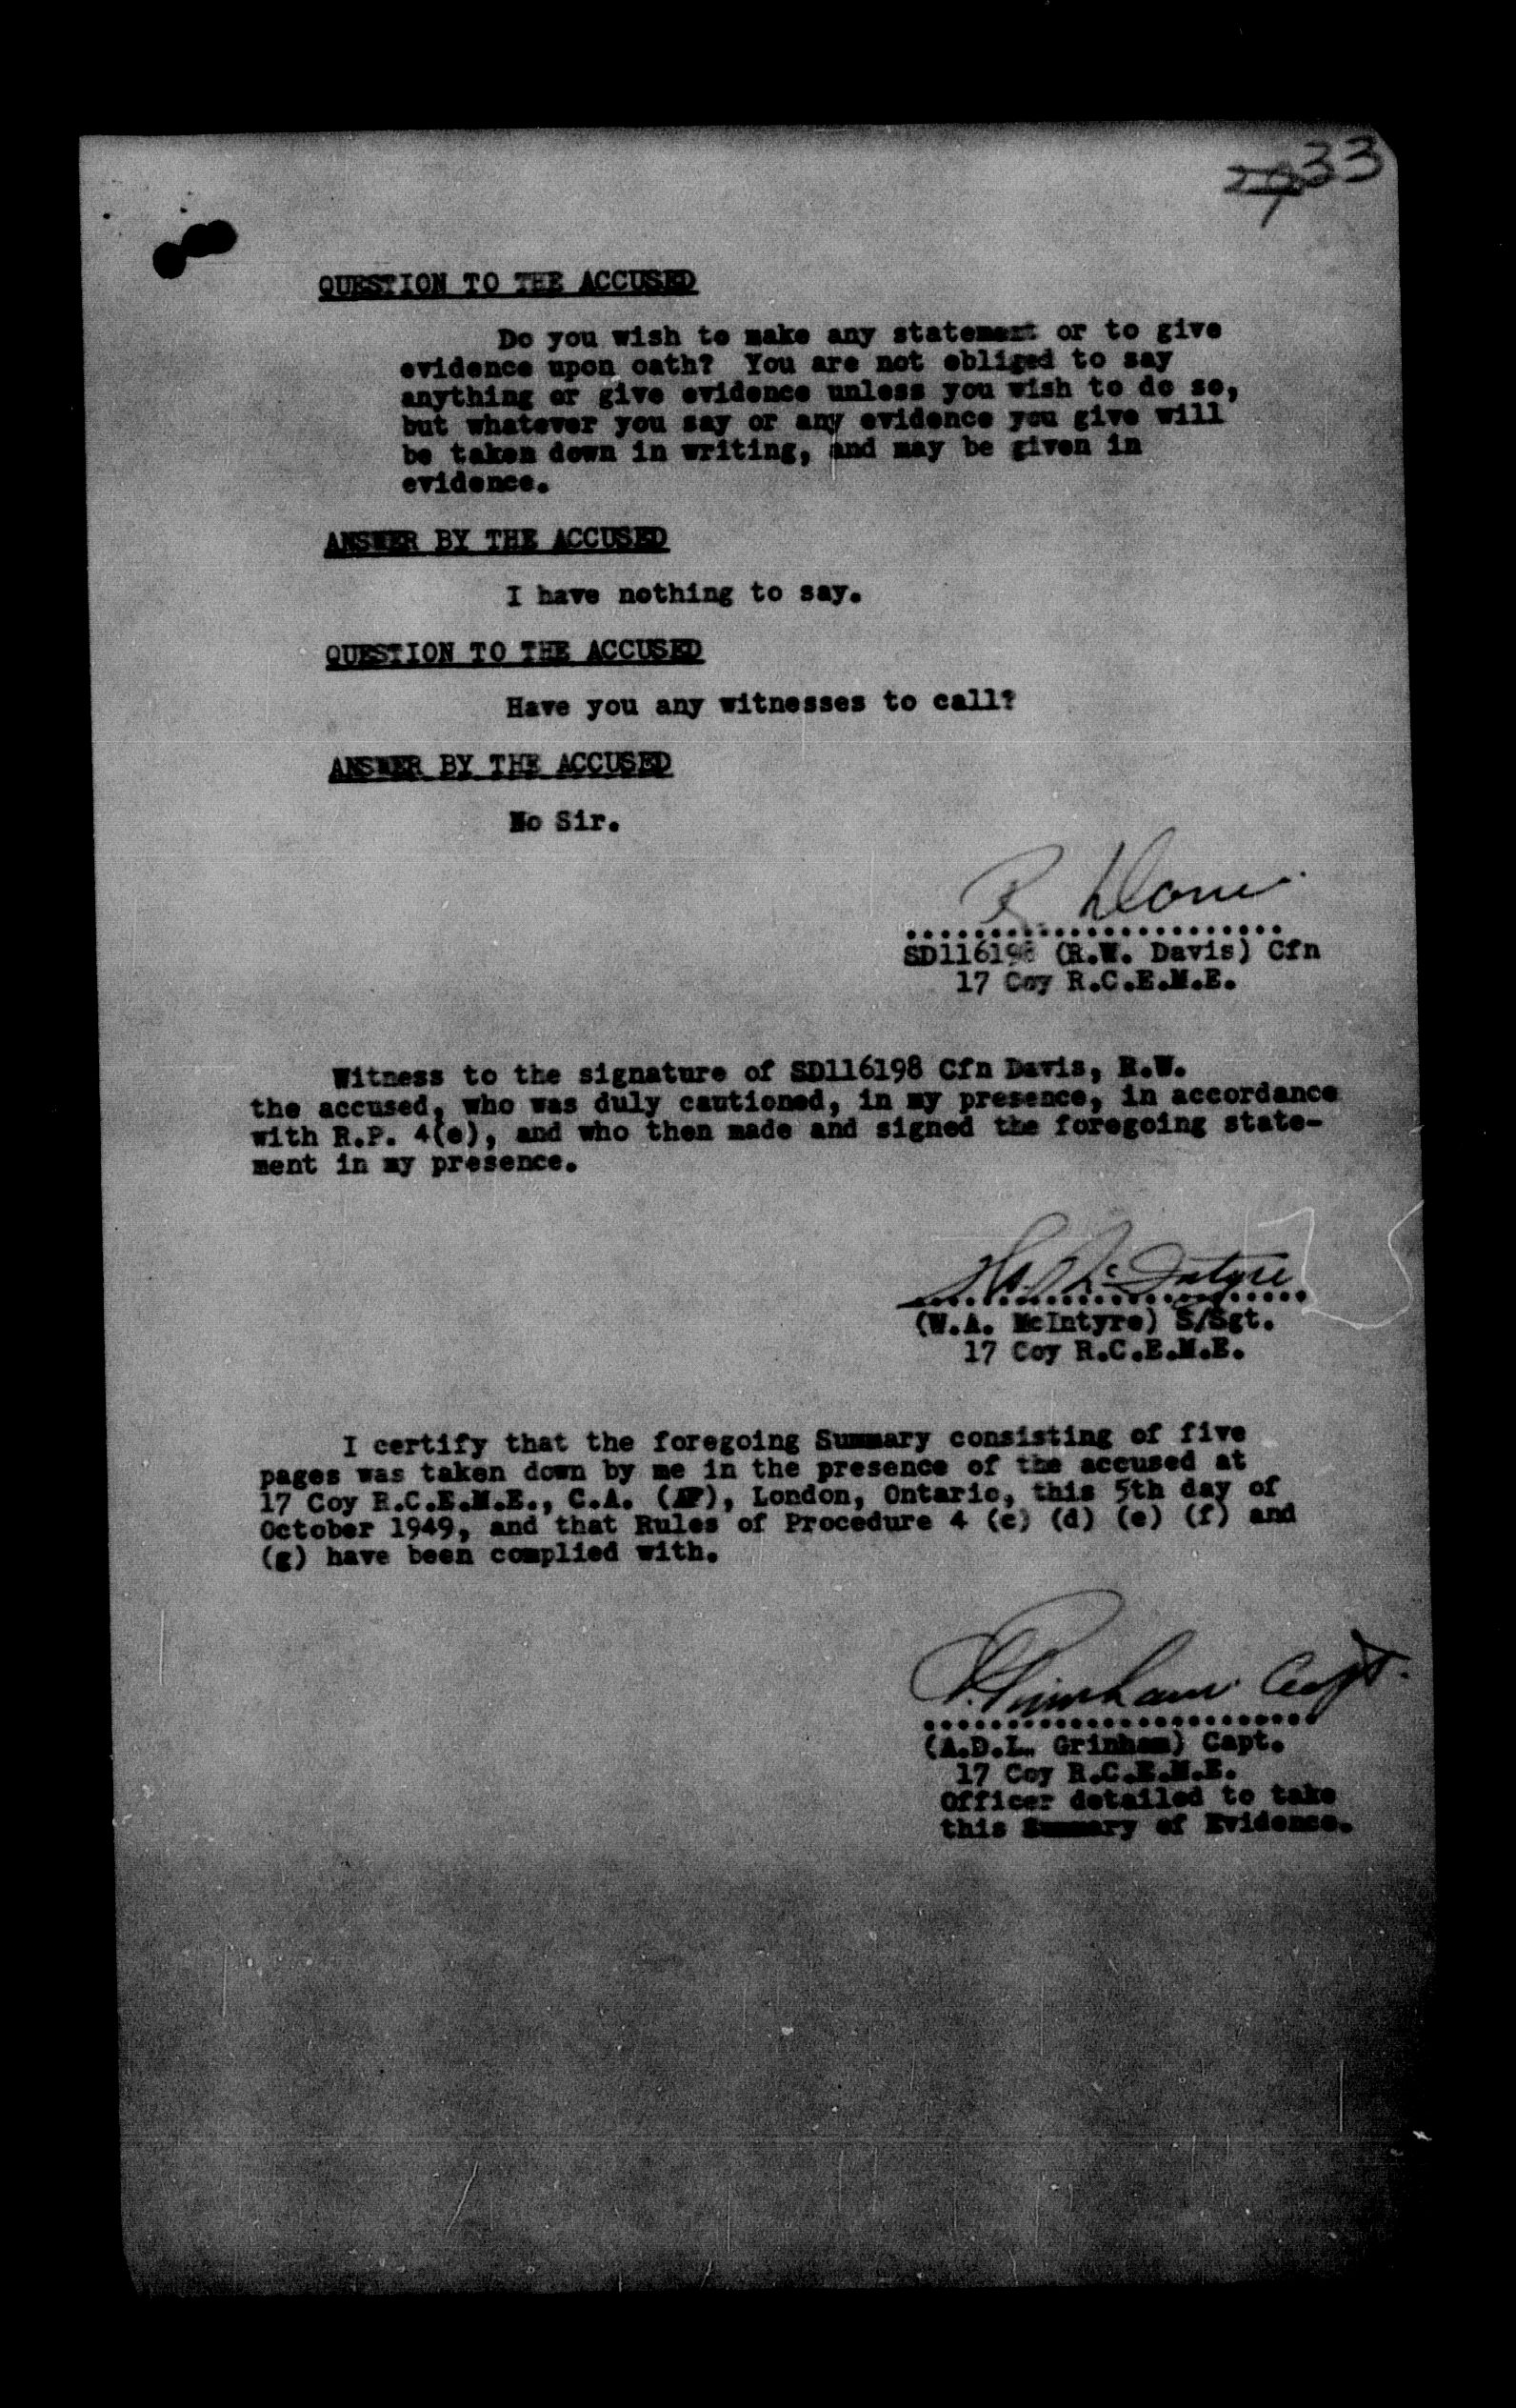 29 33
QUESTION TO THE ACCUSED
Do you wish to make any statement or to give
evidence upon oath? You are not obliged to say
anything or give evidence unless you wish to do so,
but whatever you say or any evidence you give will
be taken down in writing, and may be given in
evidence.
ANSWER BY THE ACCUSED
I have nothing to say.
QUESTION TO THE ACCUSED
Have you any witnesses to call?
ANSWER BY THE ACCUSED
No Sir.
R. Davis
SD116198 (R.W. Davis) Cfn
17 Coy R.C.E.M.E.
Witness to the signature of SD116198 Cfn Davis, R.W.
the accused, who was duly cautioned, in my presence, in accordance
with R.P. 4(e), and who then made and signed the foregoing state-
ment in my presence.
W.A. McIntyre
(W.A. McIntyre) S/Sgt.
17 Coy R.C.E.M.E.
I certify that the foregoing Summary consisting of five
pages was taken down by me in the presence of the accused at
17 Coy R.C.E.M.E., C.A. (AF), London, Ontario, this 5th day of
October 1949, and that Rules of Procedure 4 (c) (d) (e) (f) and
(g) have been complied with.
Grinham Capt.
(A.D.L. Grinham) Capt.
17 Coy R.C.E.M.E.
Officer detailed to take
this Summary of Evidence.